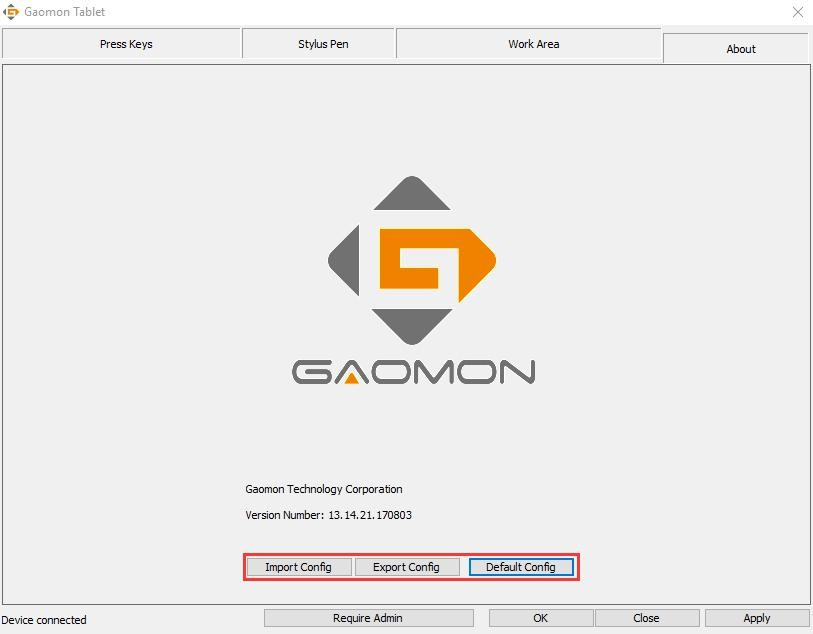 Gaomon Tablet
Press Keys Stylus Pen Work Area About
GAOMON
Gaomon Technology Corporation
Version Number: 13.14.21.170803
Import Config Export Config Default Config
Device connected Require Admin OK Close Apply